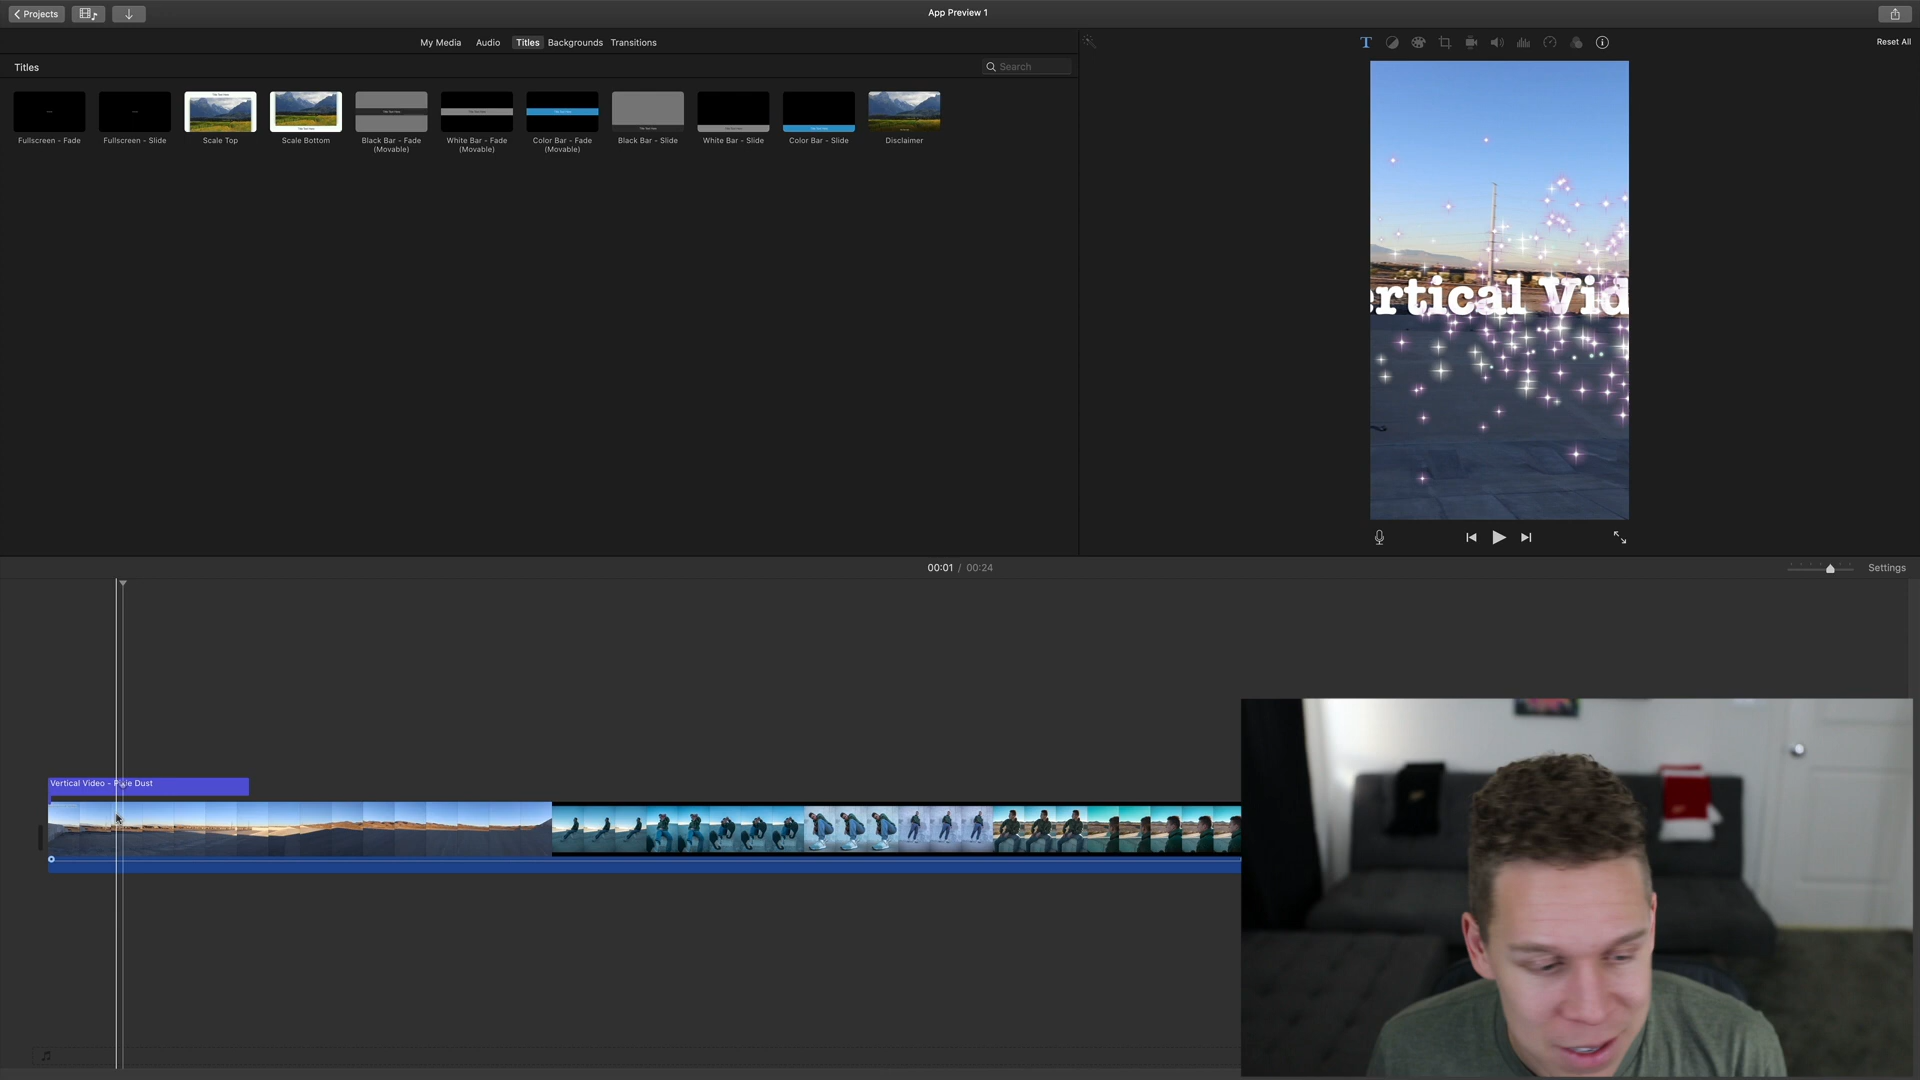 Projects
App Preview 1
My Media Audio Titles Backgrounds Transitions
Reset All
Titles
Search
Fullscreen - Fade
Fullscreen - Slide
Scale Top
Scale Bottom
Black Bar - Fade
(Movable)
White Bar - Fade
(Movable)
Color Bar - Fade
(Movable)
Black Bar - Slide
White Bar - Slide
Color Bar - Slide
Disclaimer
ertical Vid
00:01 / 00:24
Settings
Vertical Video - Pixie Dust